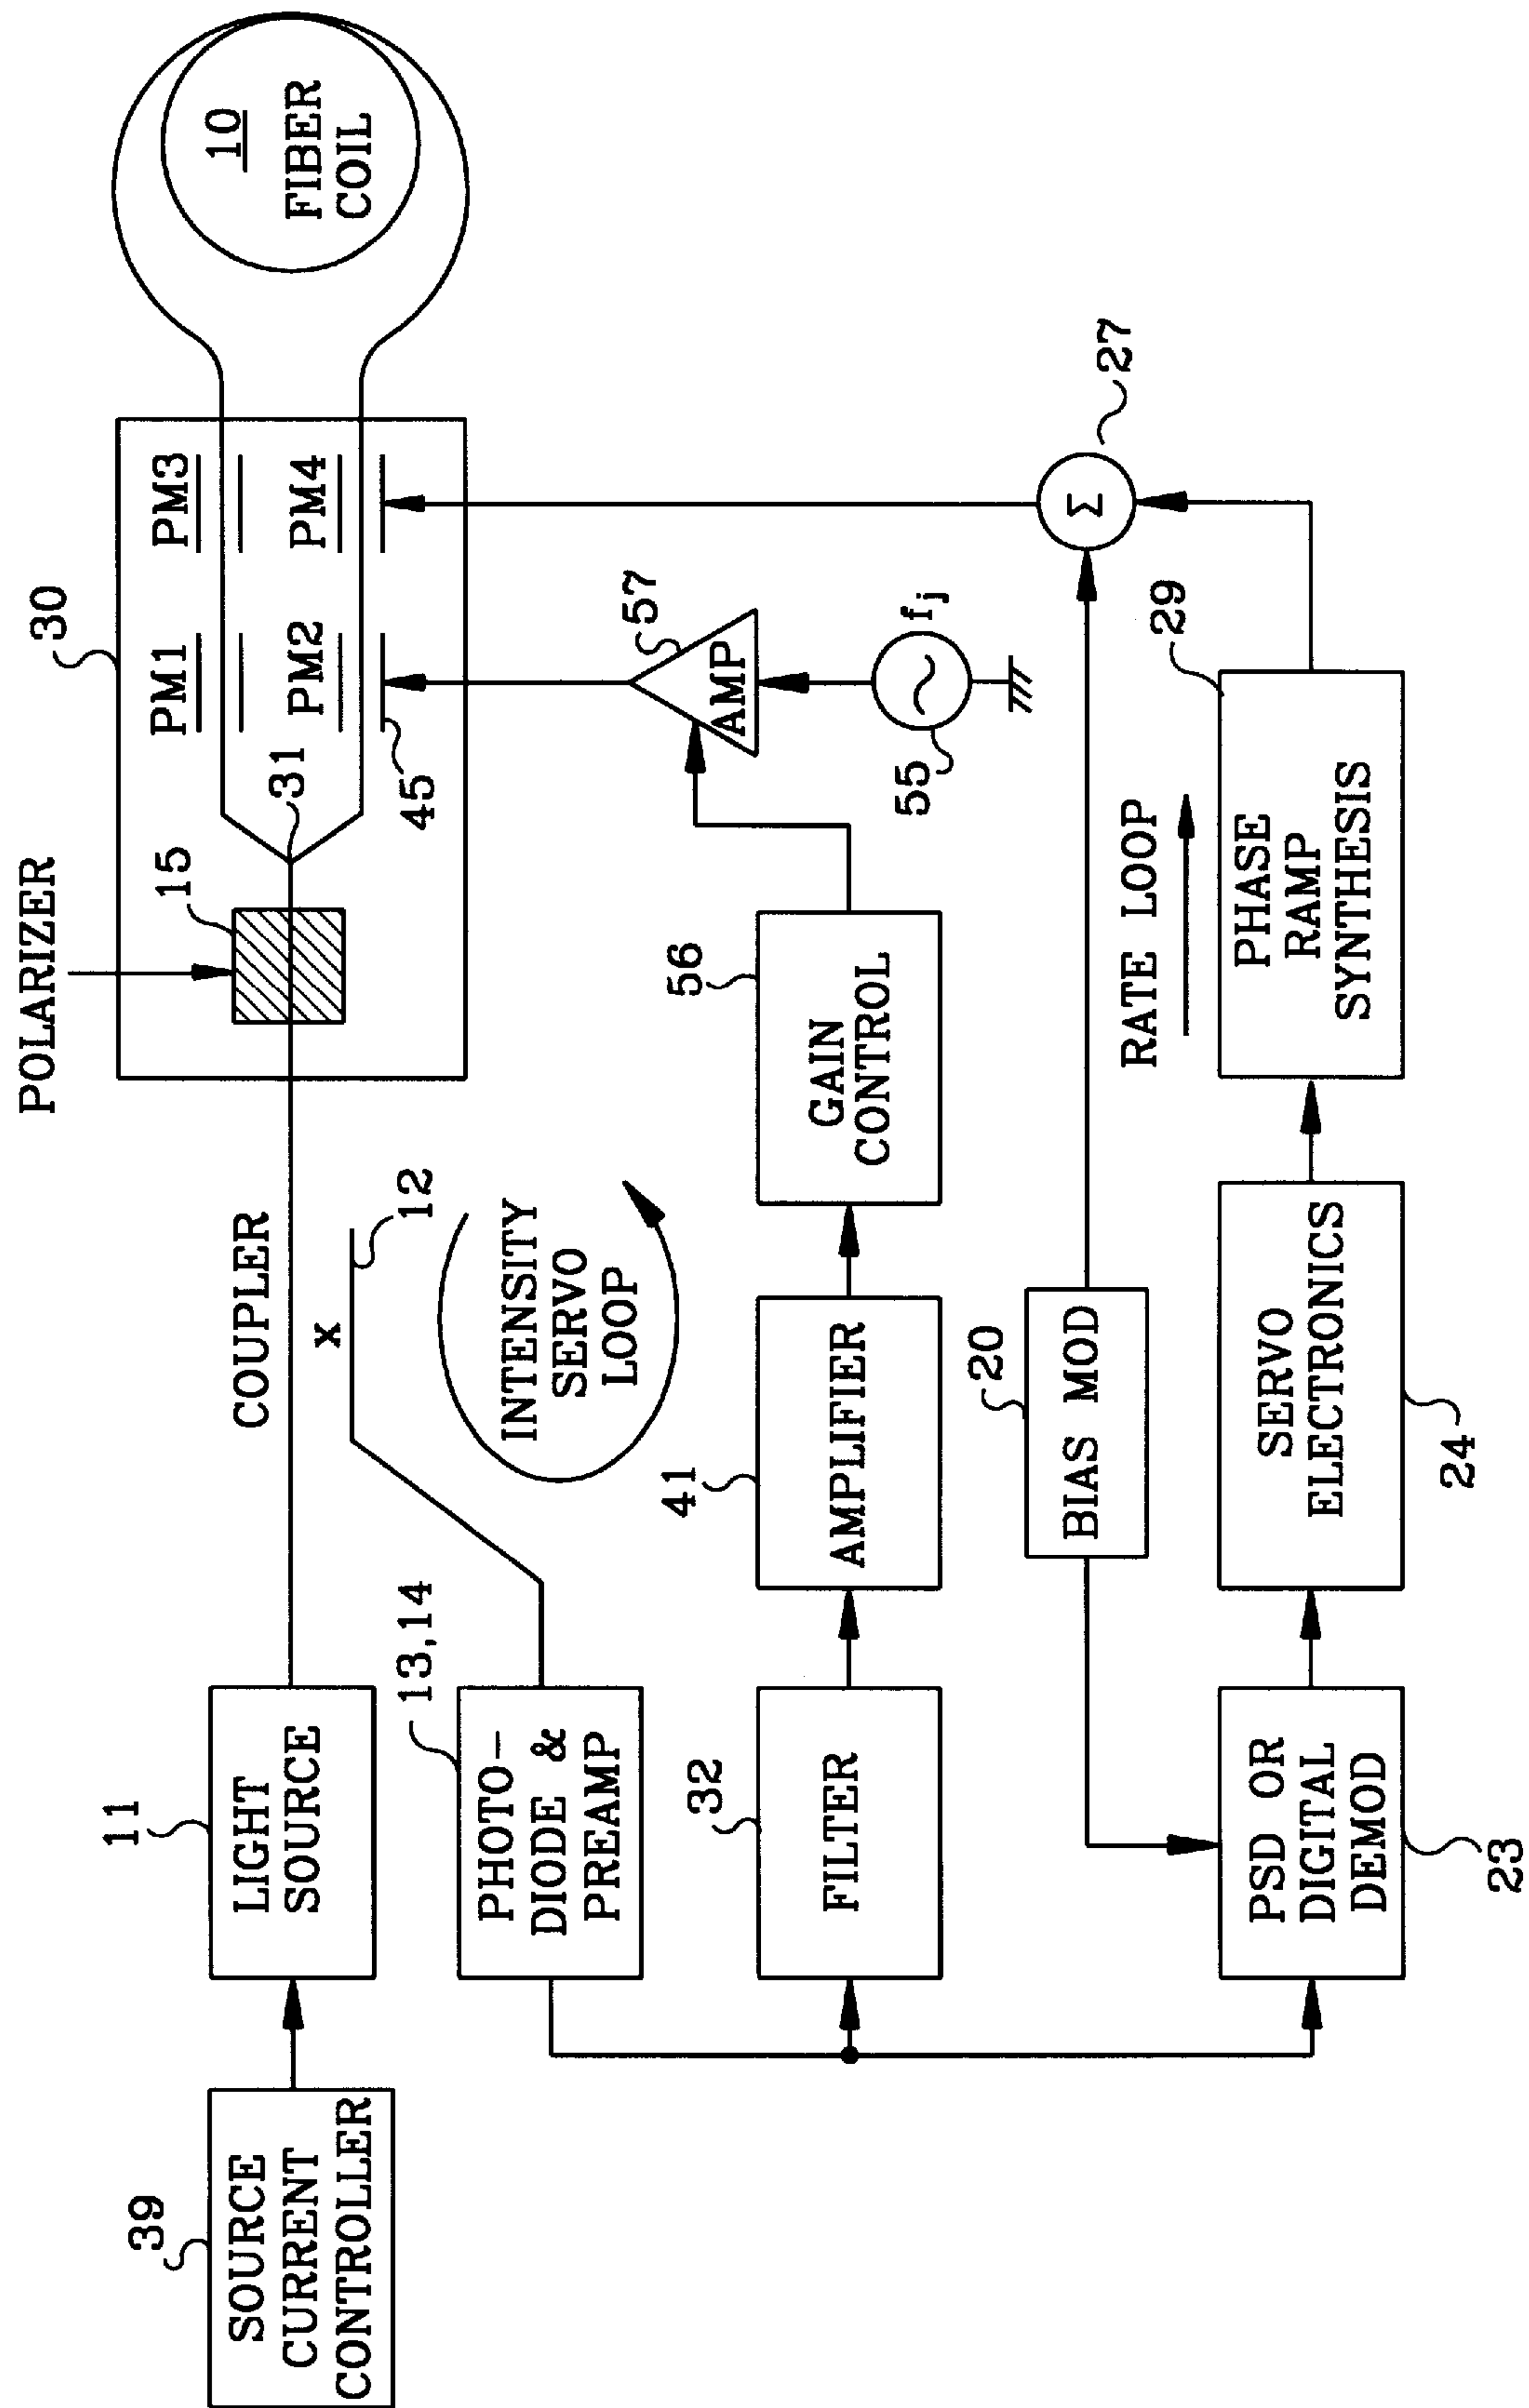 39
SOURCE
CURRENT
CONTROLLER
11
LIGHT
SOURCE
COUPLER
X
12
POLARIZER
15
31
30
PM1
PM2
PM3
PM4
45
10
FIBER
COIL
13,14
PHOTO-
DIODE &
PREAMP
INTENSITY
SERVO
LOOP
32
FILTER
41
AMPLIFIER
56
GAIN
CONTROL
57
AMP
55
fj
20
BIAS MOD
Σ
27
RATE LOOP
23
PSD OR
DIGITAL
DEMOD
24
SERVO
ELECTRONICS
29
PHASE
RAMP
SYNTHESIS